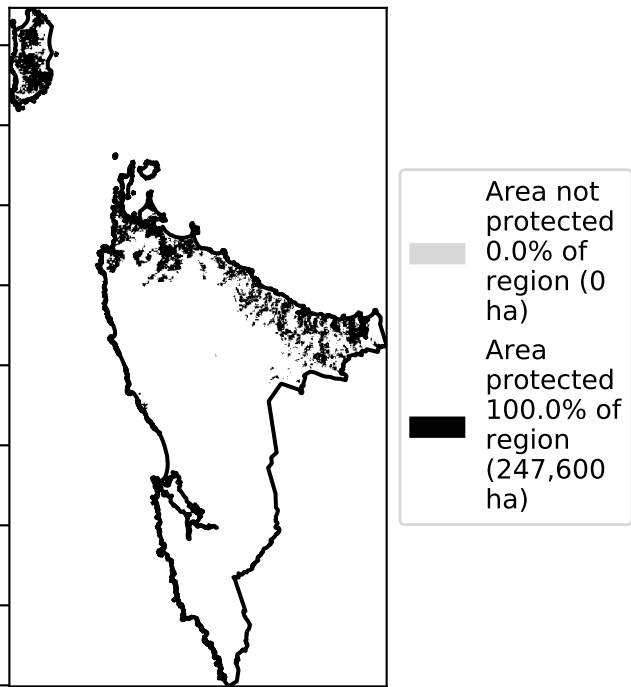 Area not
protected
0.0% of
region (0
ha)
Area
protected
100.0% of
region
(247,600
ha)